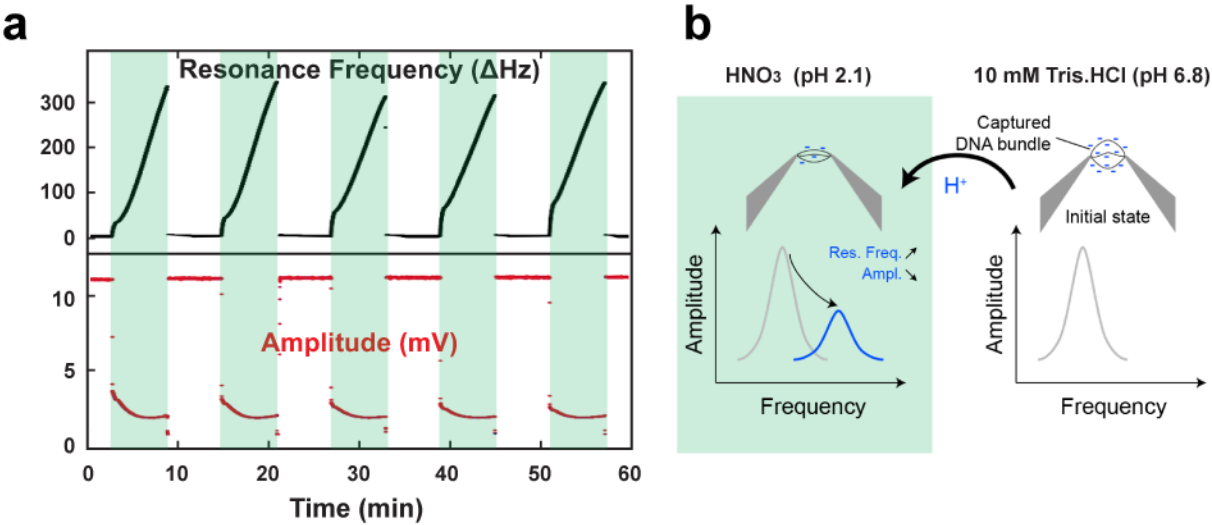 a
Resonance Frequency (ΔHz)
300
200
100
0
10
Amplitude (mV)
5
0
0 10 20 30 40 50 60
Time (min)
b
HNO3 (pH 2.1)
10 mM Tris.HCl (pH 6.8)
Captured
DNA bundle
H+
Initial state
Res. Freq. ↗
Ampl. ↘
Amplitude
Frequency
Amplitude
Frequency